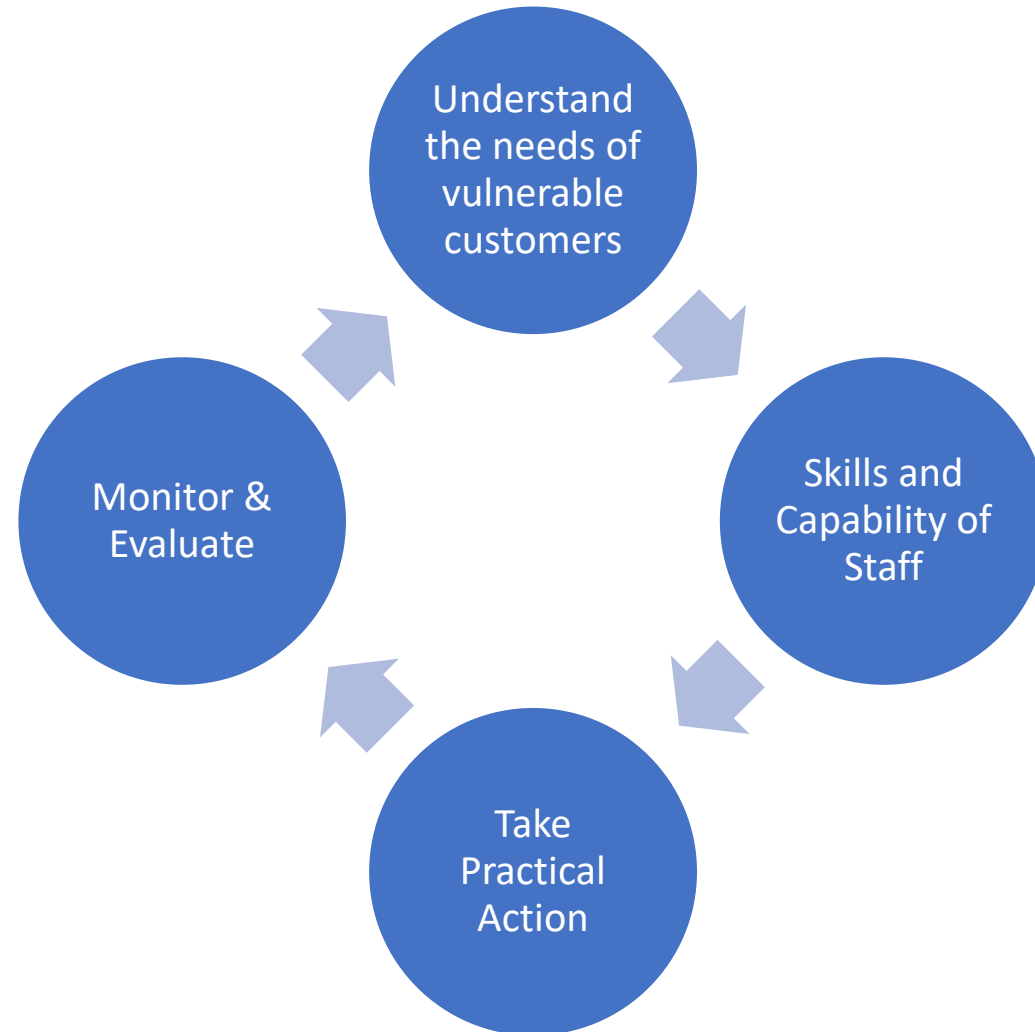 Understand
the needs of
vulnerable
customers
Skills and
Capability of
Staff
Take
Practical
Action
Monitor &
Evaluate